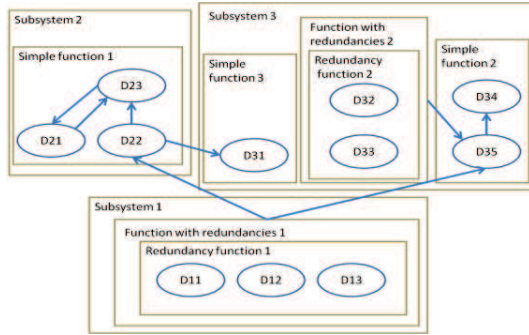 Subsystem 2
Simple function 1
D23
D21
D22
Subsystem 3
Simple
function 3
D31
Function with
redundancies 2
Redundancy
function 2
D32
D33
Simple
function 2
D34
D35
Subsystem 1
Function with redundancies 1
Redundancy function 1
D11
D12
D13